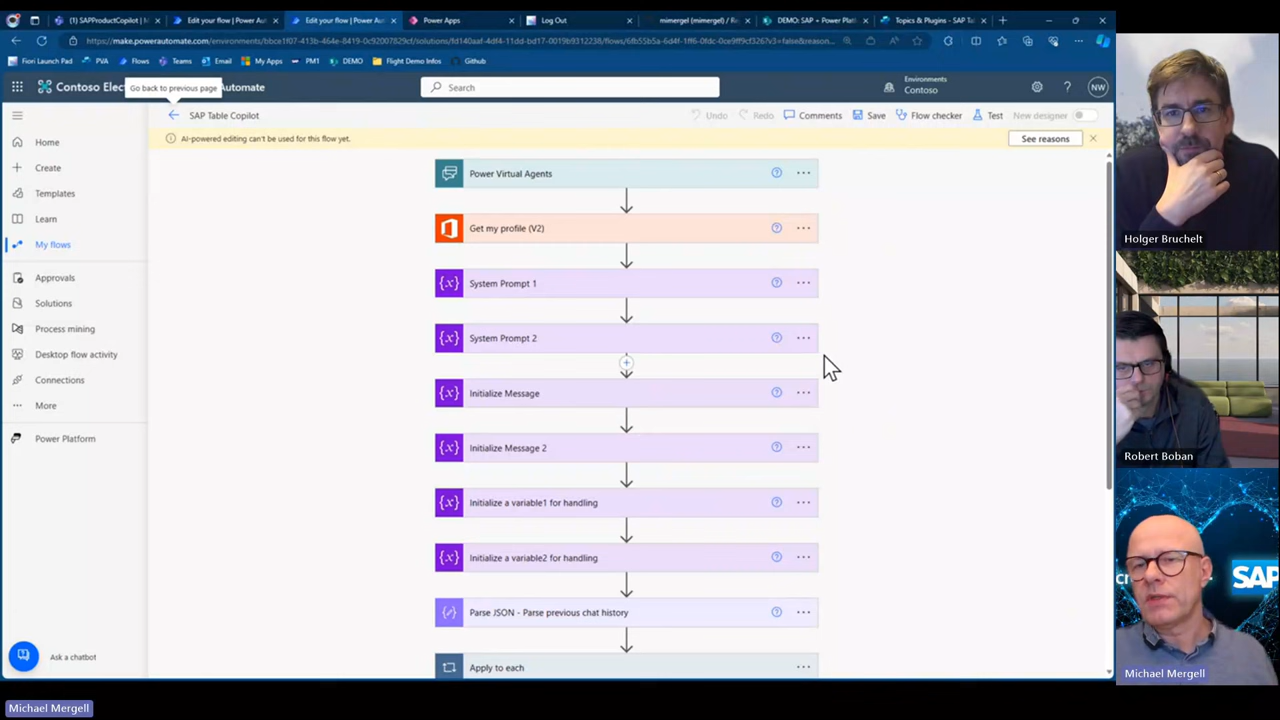 (1) SAPProductCopilot | M
Edit your flow | Power Aut
Edit your flow | Power Aut
Power Apps
Log Out
mimergel (mimergel) / Re
DEMO: SAP + Power Platf
Topics & Plugins - SAP Ta
Fiori Launch Pad
PVA
Flows
Teams
Email
My Apps
PM1
DEMO
Flight Demo Infos
Github
Contoso Elec
Automate
Go back to previous page
Search
Environments
Contoso
NW
SAP Table Copilot
Undo
Redo
Comments
Save
Flow checker
Test
New designer
AI-powered editing can't be used for this flow yet.
See reasons
Home
Create
Templates
Learn
My flows
Approvals
Solutions
Process mining
Desktop flow activity
Connections
More
Power Platform
Ask a chatbot
Power Virtual Agents
Get my profile (V2)
System Prompt 1
System Prompt 2
Initialize Message
Initialize Message 2
Initialize a variable1 for handling
Initialize a variable2 for handling
Parse JSON - Parse previous chat history
Apply to each
Holger Bruchelt
Robert Boban
SAP
Michael Mergell
Michael Mergell